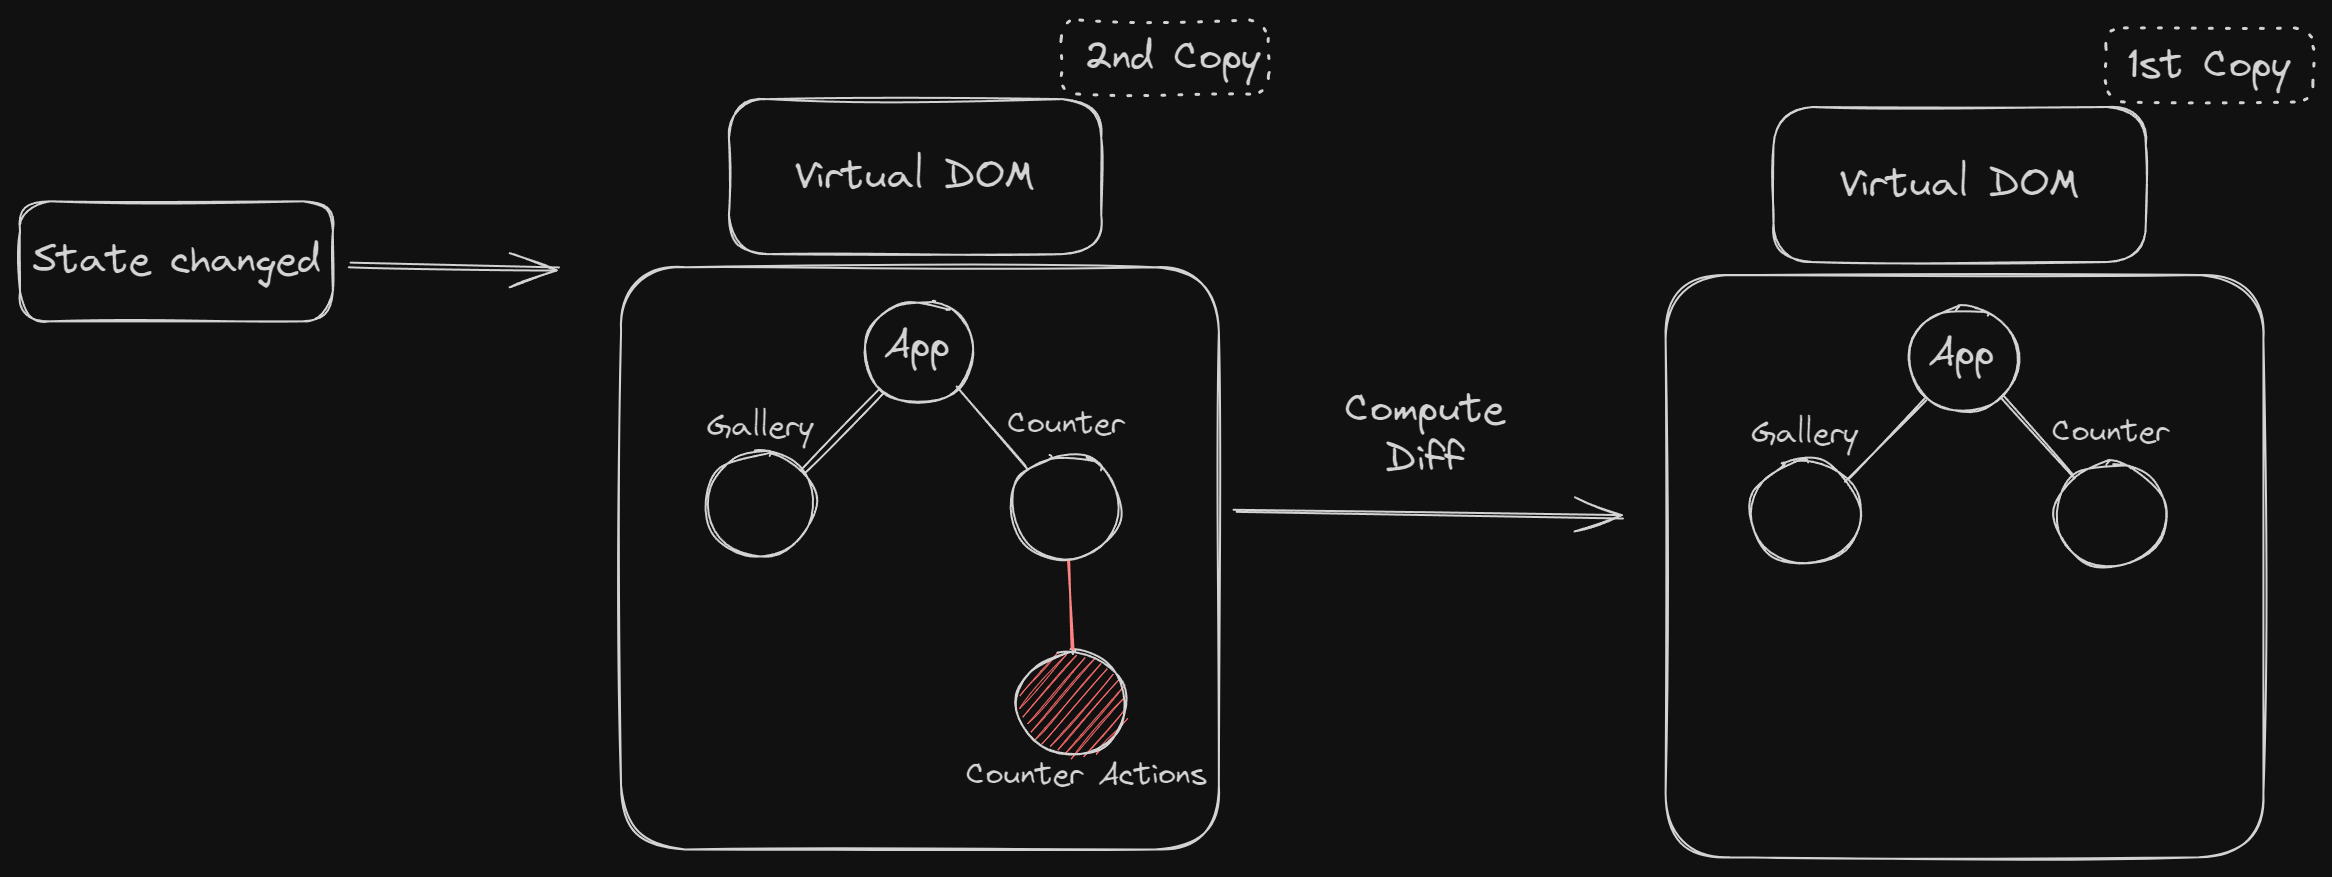 State changed
2nd Copy
Virtual DOM
App
Gallery
Counter
Counter Actions
Compute
Diff
1st Copy
Virtual DOM
App
Gallery
Counter